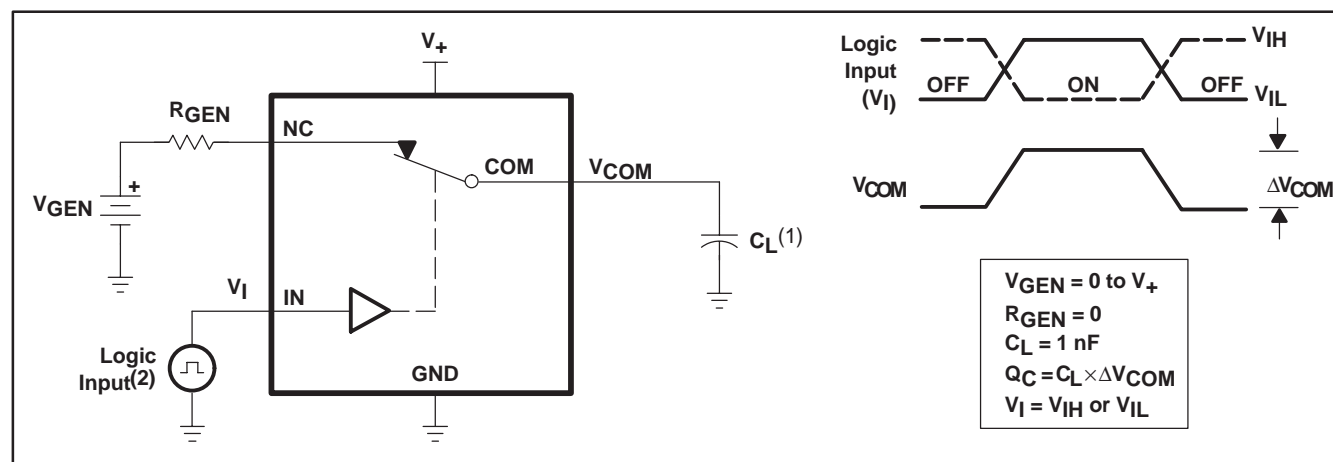 V+
RGEN
NC
COM
VCOM
VGEN
+
CL(1)
VI
IN
Logic
Input(2)
GND
Logic
Input
(VI)
VIH
OFF
ON
OFF
VIL
VCOM
ΔVCOM
VGEN = 0 to V+
RGEN = 0
CL = 1 nF
QC = CL × ΔVCOM
VI = VIH or VIL